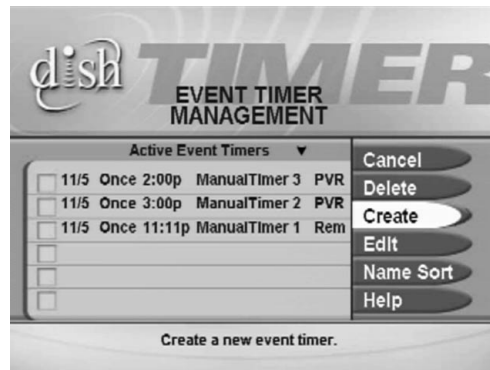 dish TIMER
EVENT TIMER
MANAGEMENT
Active Event Timers ▼
11/5 Once 2:00p ManualTimer 3 PVR
11/5 Once 3:00p ManualTimer 2 PVR
11/5 Once 11:11p ManualTimer 1 Rem
Cancel
Delete
Create
Edit
Name Sort
Help
Create a new event timer.